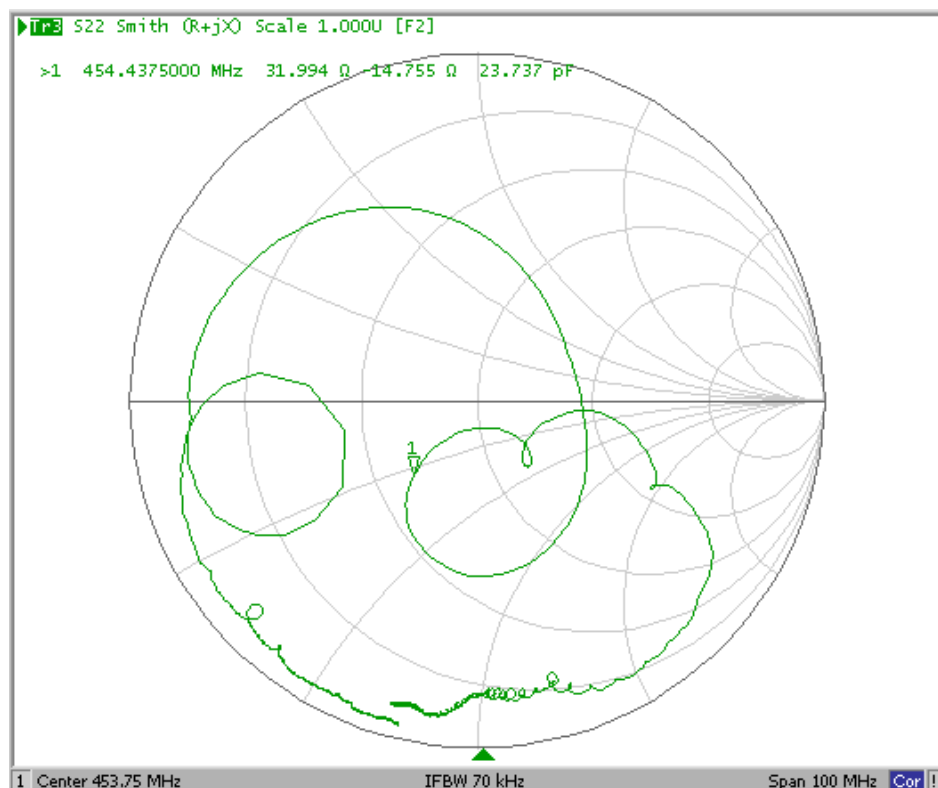 Tr3 S22 Smith (R+jX) Scale 1.000U [F2]
>1 454.4375000 MHz 31.994 Ω -14.755 Ω 23.737 pF
1
1 Center 453.75 MHz IFBW 70 kHz Span 100 MHz Cor !